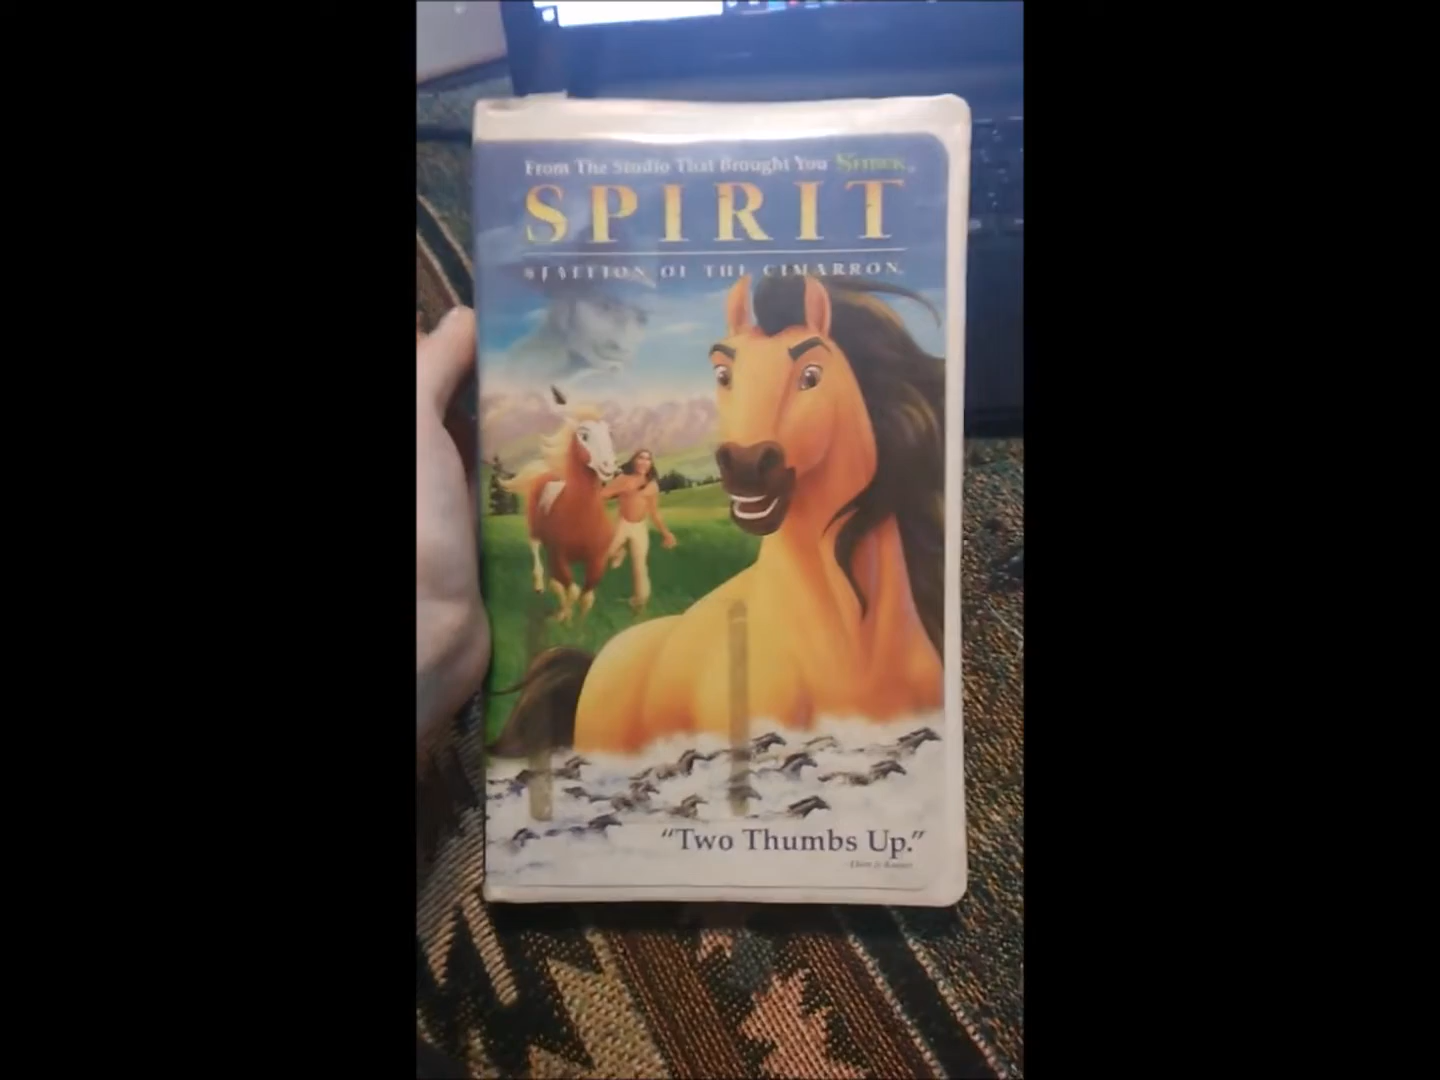 From The Studio That Brought You SHREK
SPIRIT
STALLION OF THE CIMARRON
"Two Thumbs Up."